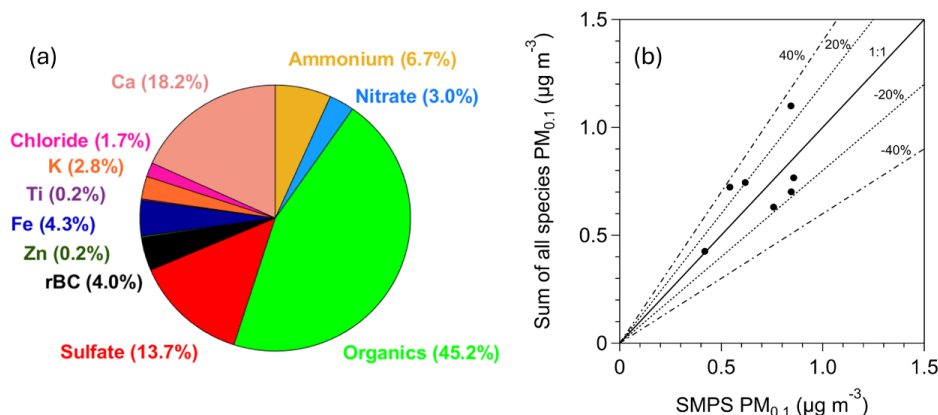 (a)
Ammonium (6.7%)
Nitrate (3.0%)
Ca (18.2%)
Chloride (1.7%)
K (2.8%)
Ti (0.2%)
Fe (4.3%)
Zn (0.2%)
rBC (4.0%)
Sulfate (13.7%)
Organics (45.2%)
(b)
Sum of all species PM0.1 (µg m-3)
1.5
1.0
0.5
0
40%
20%
1:1
-20%
-40%
0
0.5
1.0
1.5
SMPS PM0.1 (µg m-3)